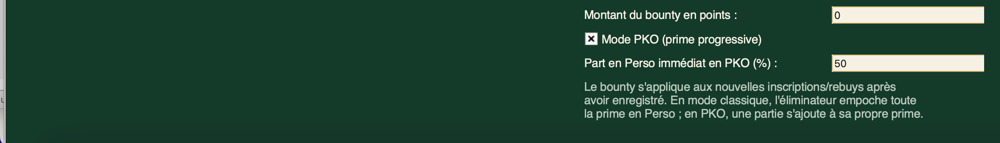 Montant du bounty en points :
0
Mode PKO (prime progressive)
Part en Perso immédiat en PKO (%) :
50
Le bounty s'applique aux nouvelles inscriptions/rebuys après
avoir enregistré. En mode classique, l'éliminateur empoche toute
la prime en Perso ; en PKO, une partie s'ajoute à sa propre prime.